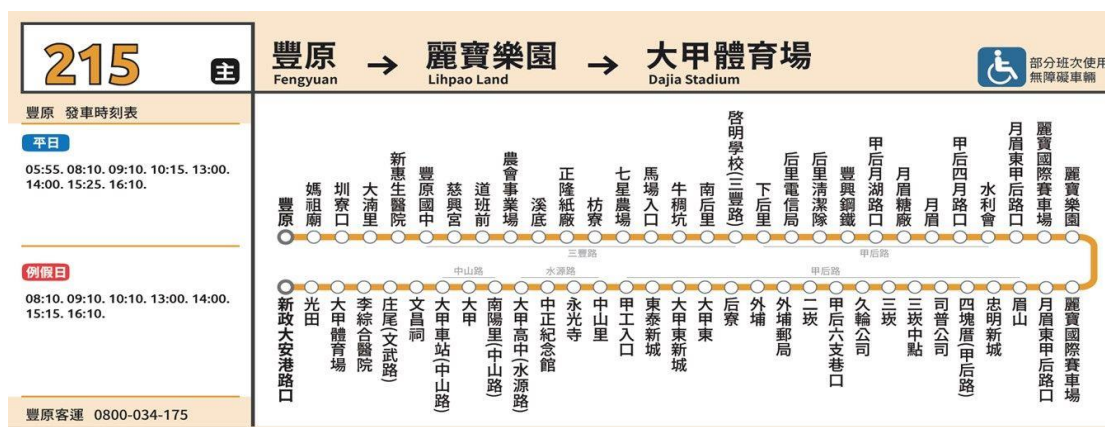 215 主
豐原 → 麗寶樂園 → 大甲體育場
Fengyuan Lihpao Land Dajia Stadium
部分班次使用
無障礙車輛
豐原 發車時刻表
平日
05:55. 08:10. 09:10. 10:15. 13:00.
14:00. 15:25. 16:10.
例假日
08:10. 09:10. 10:10. 13:00. 14:00.
15:15. 16:10.
豐原客運 0800-034-175
豐原
媽祖廟
圳寮口
大湳里
新惠生醫院
豐原國中
慈興宮
道班前
農會事業場
溪底
正隆紙廠
枋寮
七星農場
馬場入口
牛稠坑
南后里
啓明學校(三豐路)
下后里
后里電信局
后里清潔隊
豐興鋼鐵
甲后月湖路口
月眉糖廠
月眉
甲后四月路口
水利會
月眉東甲后路口
麗寶國際賽車場
麗寶樂園
三豐路
甲后路
中山路
水源路
甲后路
新政大安港路口
光田
大甲體育場
李綜合醫院
庄尾(文武路)
文昌祠
大甲車站(中山路)
大甲
南陽里(中山路)
大甲高中(水源路)
中正紀念館
永光寺
中山里
甲工入口
東泰新城
大甲東新城
大甲東
后寮
外埔
外埔郵局
二崁
甲后六支巷口
久輪公司
三崁
三崁中點
司普公司
四塊厝(甲后路)
忠明新城
眉山
月眉東甲后路口
麗寶國際賽車場